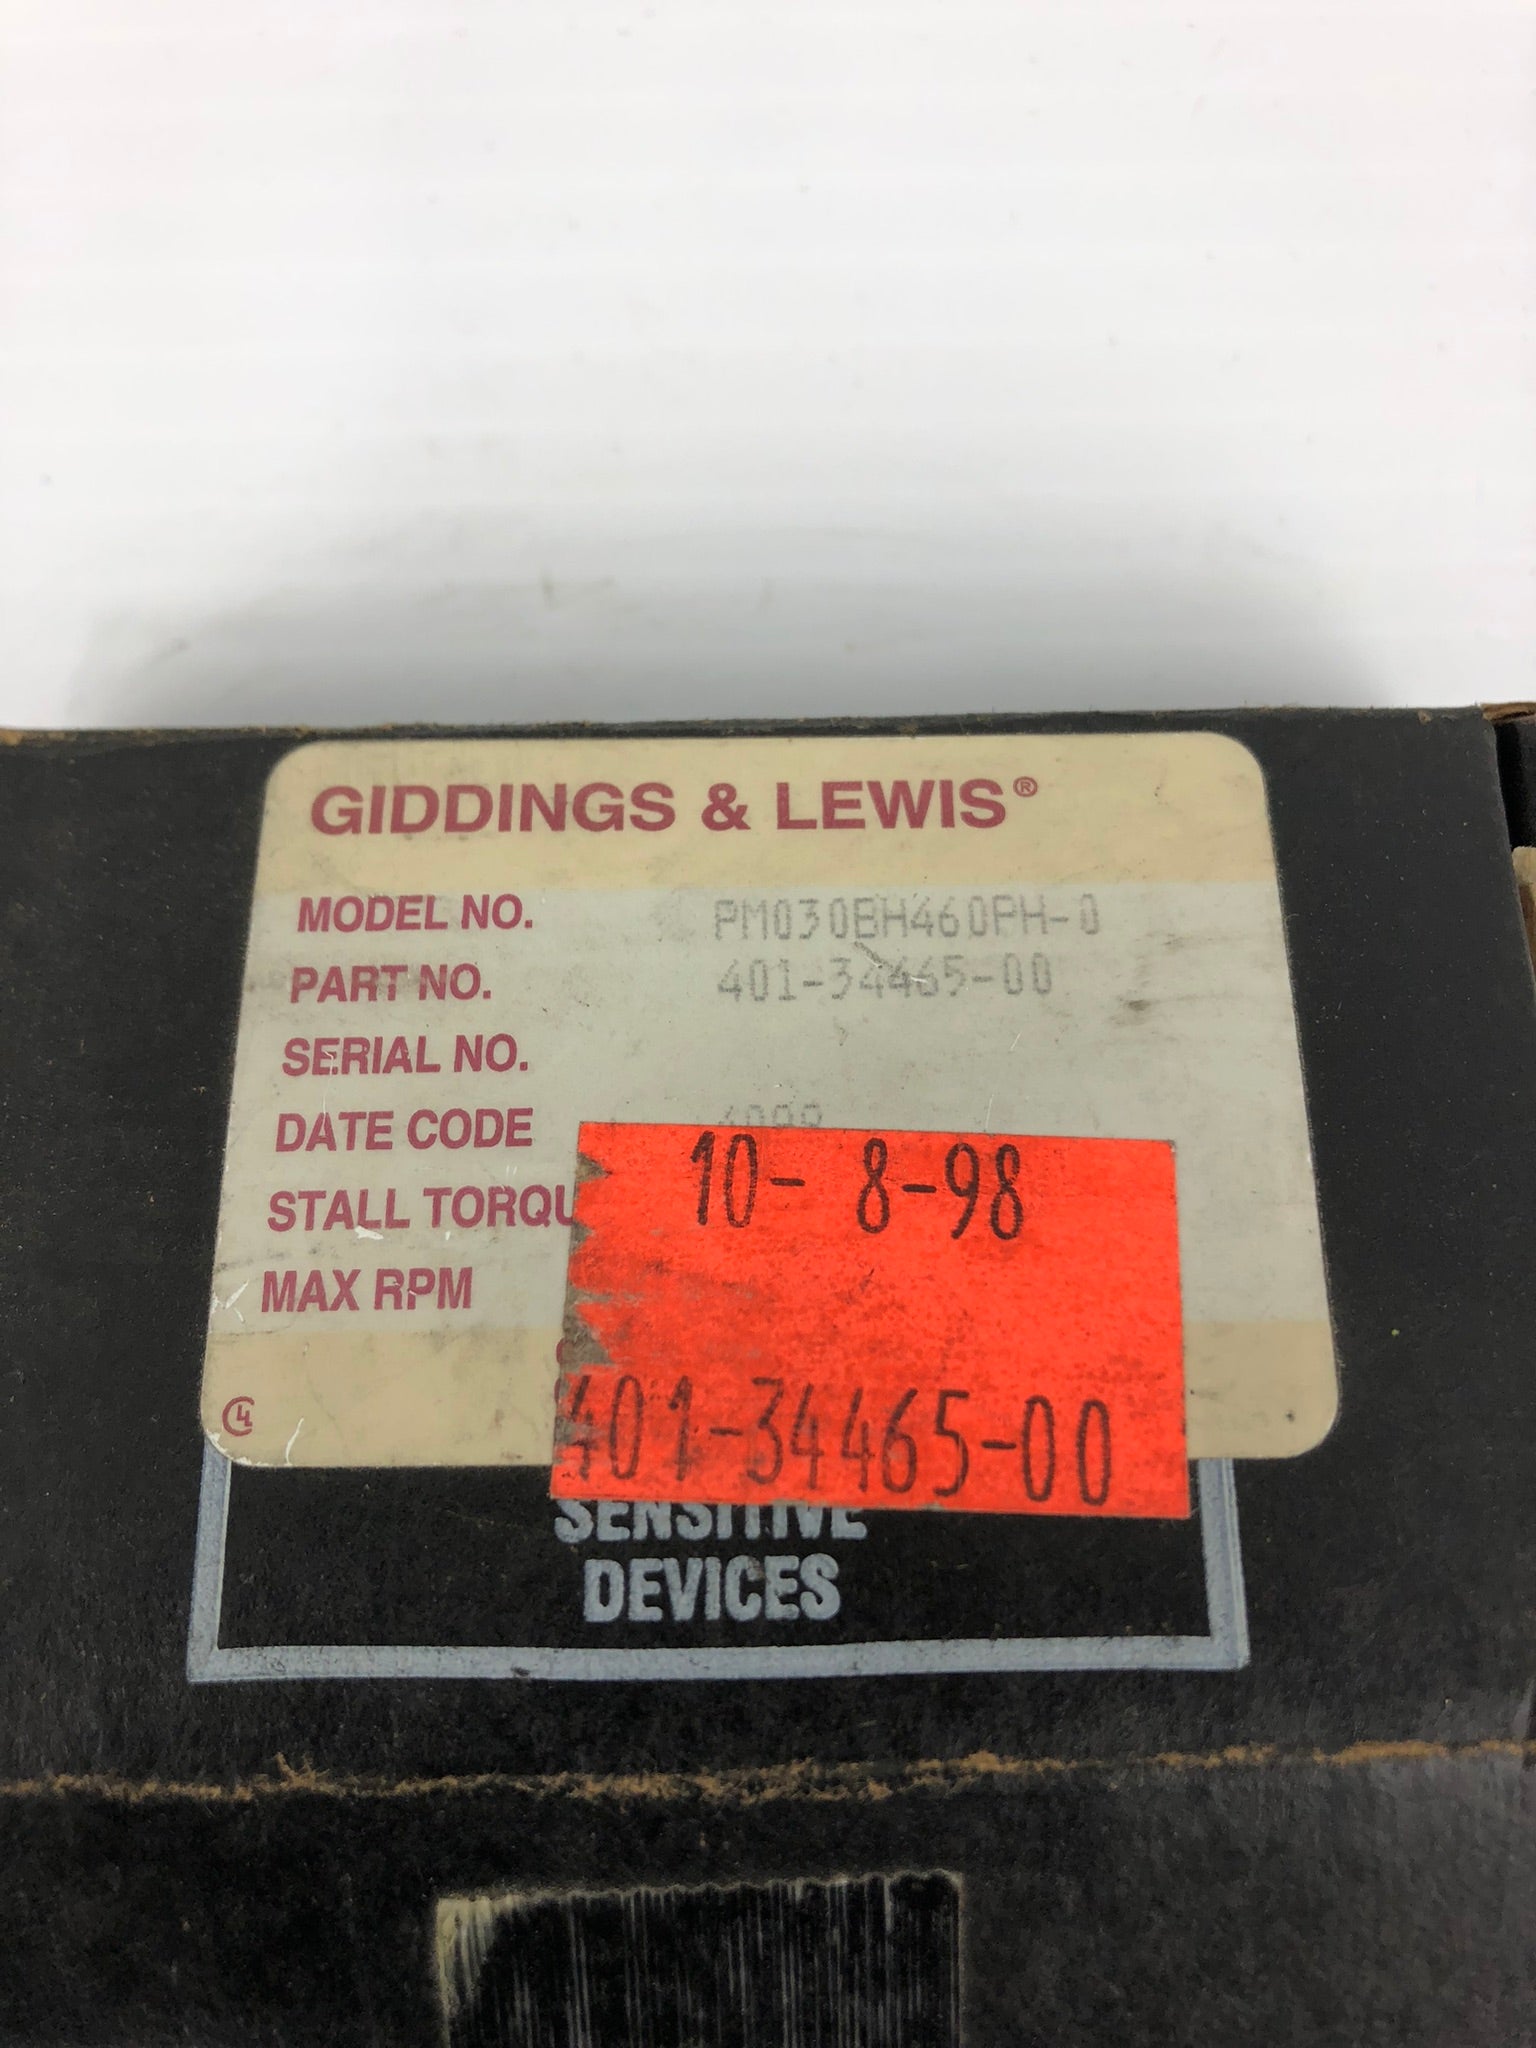 GIDDINGS & LEWIS®
MODEL NO. PM030BH460PH-0
PART NO. 401-34465-00
SERIAL NO.
DATE CODE
STALL
MAX RPM
10- 8-98
401-34465-00
SENSITIVE
DEVICES